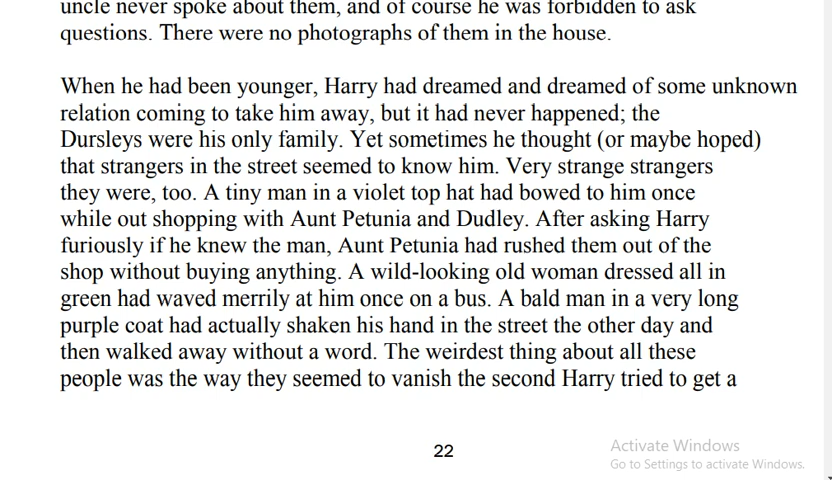 uncle never spoke about them, and of course he was forbidden to ask
questions. There were no photographs of them in the house.
When he had been younger, Harry had dreamed and dreamed of some unknown
relation coming to take him away, but it had never happened; the
Dursleys were his only family. Yet sometimes he thought (or maybe hoped)
that strangers in the street seemed to know him. Very strange strangers
they were, too. A tiny man in a violet top hat had bowed to him once
while out shopping with Aunt Petunia and Dudley. After asking Harry
furiously if he knew the man, Aunt Petunia had rushed them out of the
shop without buying anything. A wild-looking old woman dressed all in
green had waved merrily at him once on a bus. A bald man in a very long
purple coat had actually shaken his hand in the street the other day and
then walked away without a word. The weirdest thing about all these
people was the way they seemed to vanish the second Harry tried to get a
22
Activate Windows
Go to Settings to activate Windows.